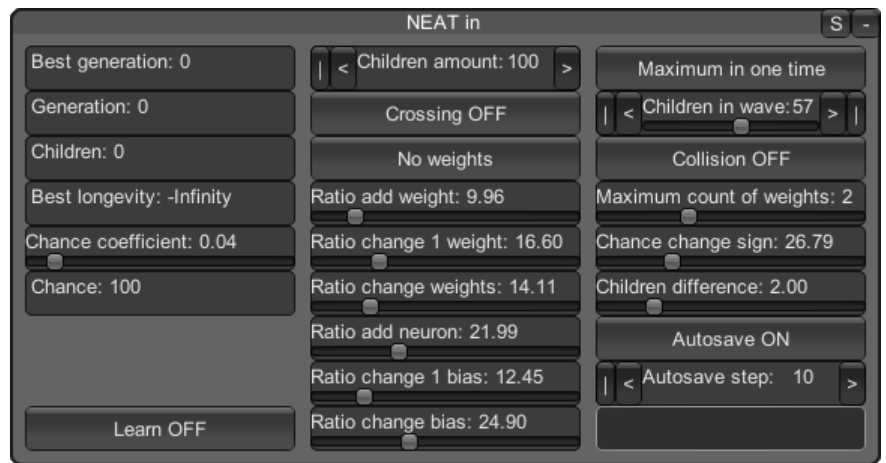 NEAT in
S
-
Best generation: 0
Generation: 0
Children: 0
Best longevity: -Infinity
Chance coefficient: 0.04
Chance: 100
Learn OFF
| < Children amount: 100 >
Crossing OFF
No weights
Ratio add weight: 9.96
Ratio change 1 weight: 16.60
Ratio change weights: 14.11
Ratio add neuron: 21.99
Ratio change 1 bias: 12.45
Ratio change bias: 24.90
Maximum in one time
| < Children in wave: 57 > |
Collision OFF
Maximum count of weights: 2
Chance change sign: 26.79
Children difference: 2.00
Autosave ON
| < Autosave step: 10 >